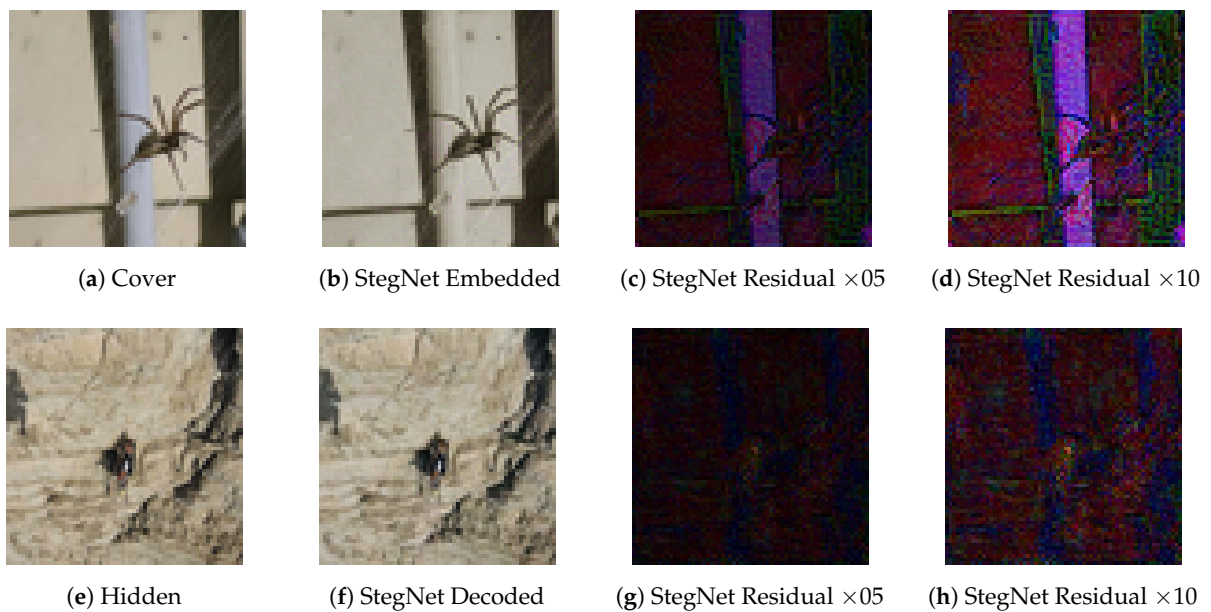 (a) Cover
(b) StegNet Embedded
(c) StegNet Residual ×05
(d) StegNet Residual ×10
(e) Hidden
(f) StegNet Decoded
(g) StegNet Residual ×05
(h) StegNet Residual ×10